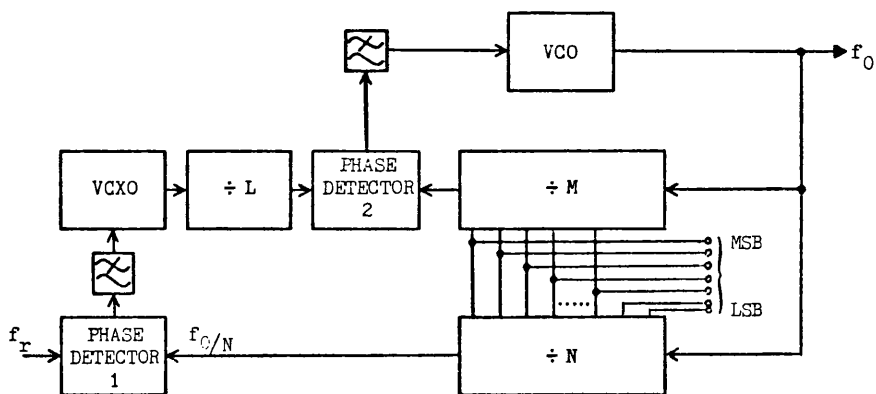 VCO
f0
VCXO
÷ L
PHASE
DETECTOR
2
÷ M
MSB
LSB
fr
PHASE
DETECTOR
1
f0/N
÷ N